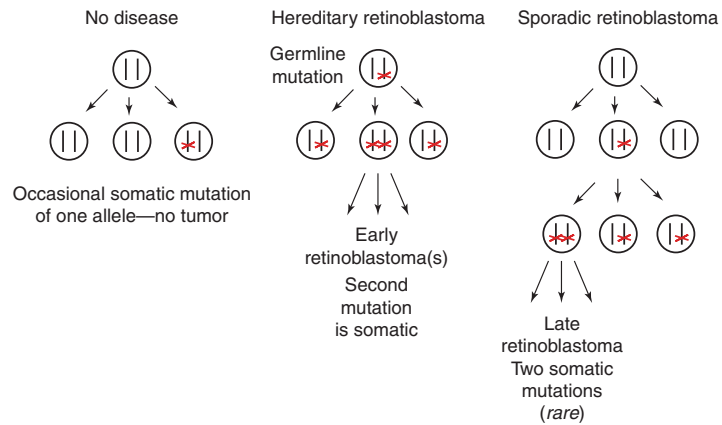 No disease
Occasional somatic mutation
of one allele—no tumor
Hereditary retinoblastoma
Germline
mutation
Early
retinoblastoma(s)
Second
mutation
is somatic
Sporadic retinoblastoma
Late
retinoblastoma
Two somatic
mutations
(rare)